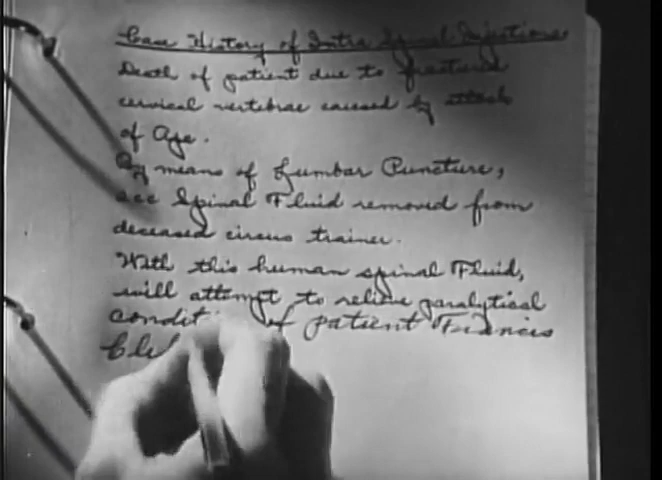 Case History of Intra Spinal Injections
Death of patient due to fractured
cervical vertebrae caused by attack
of Ape.
By means of Lumbar Puncture,
Spinal Fluid removed from
deceased circus trainer.
With this human spinal Fluid,
will attempt to relieve paralytical
of patient Francis